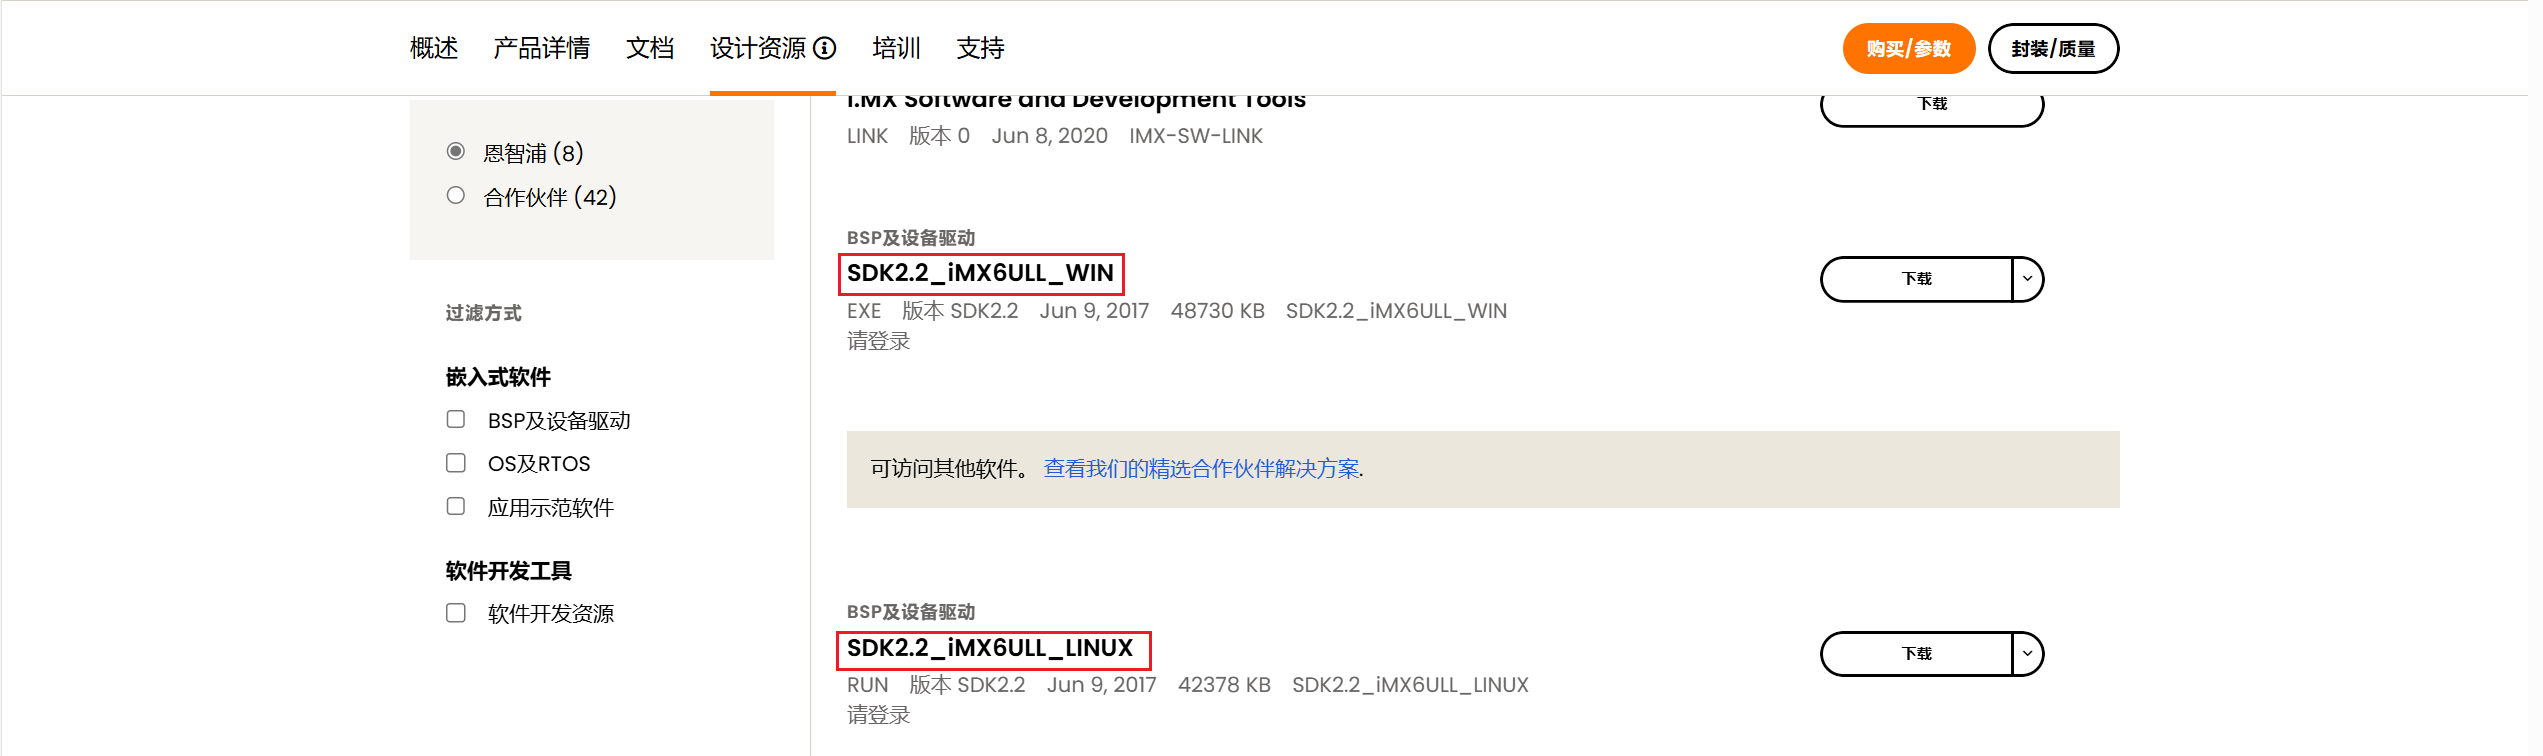 概述 产品详情 文档 设计资源 培训 支持 购买/参数 封装/质量
恩智浦 (8)
合作伙伴 (42)
过滤方式
嵌入式软件
BSP及设备驱动
OS及RTOS
应用示范软件
软件开发工具
软件开发资源
i.MX Software and Development Tools
下载
LINK 版本 0 Jun 8, 2020 IMX-SW-LINK
BSP及设备驱动
SDK2.2_iMX6ULL_WIN
下载
EXE 版本 SDK2.2 Jun 9, 2017 48730 KB SDK2.2_iMX6ULL_WIN
请登录
可访问其他软件。 查看我们的精选合作伙伴解决方案.
BSP及设备驱动
SDK2.2_iMX6ULL_LINUX
下载
RUN 版本 SDK2.2 Jun 9, 2017 42378 KB SDK2.2_iMX6ULL_LINUX
请登录